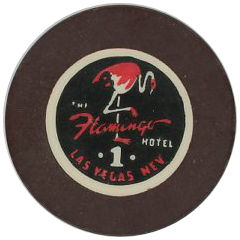 THE
Flamingo
HOTEL
· 1 ·
LAS VEGAS NEV.